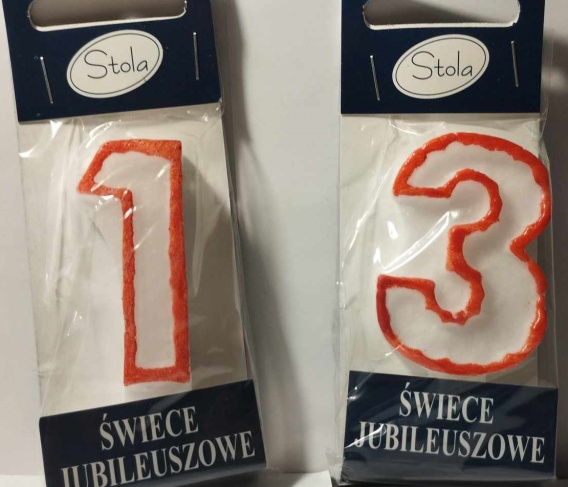 Stola
1
ŚWIECE
JUBILEUSZOWE
Stola
3
ŚWIECE
JUBILEUSZOWE